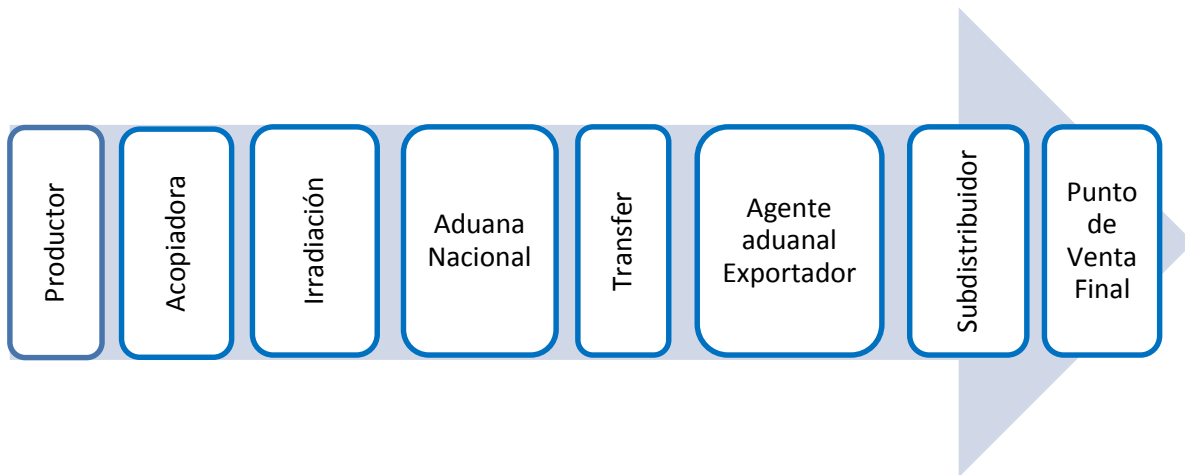 Productor
Acopiadora
Irradiación
Aduana
Nacional
Transfer
Agente
aduanal
Exportador
Subdistribuidor
Punto
de
Venta
Final